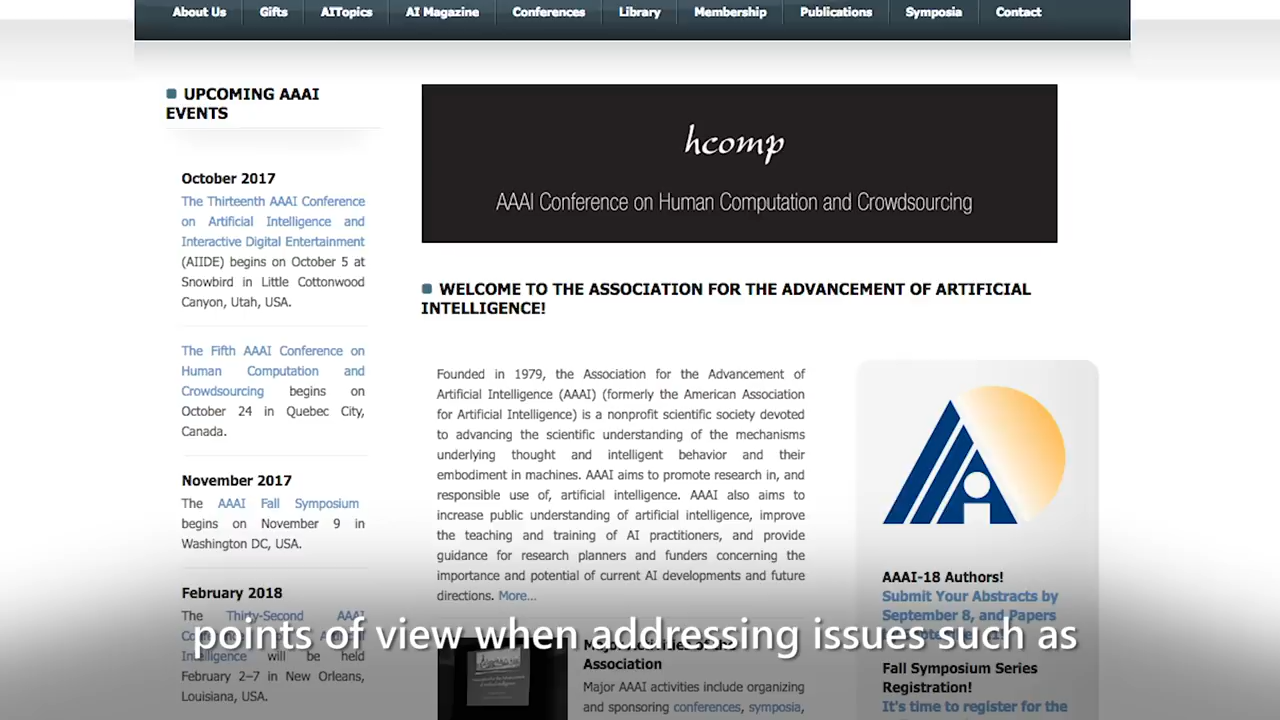 About Us Gifts AITopics AI Magazine Conferences Library Membership Publications Symposia Contact
UPCOMING AAAI
EVENTS
October 2017
The Thirteenth AAAI Conference
on Artificial Intelligence and
Interactive Digital Entertainment
(AIIDE) begins on October 5 at
Snowbird in Little Cottonwood
Canyon, Utah, USA.
The Fifth AAAI Conference on
Human Computation and
Crowdsourcing begins on
October 24 in Quebec City,
Canada.
November 2017
The AAAI Fall Symposium
begins on November 9 in
Washington DC, USA.
February 2018
The Thirty-Second AAAI
Intelligence will be held
February 2–7 in New Orleans,
Louisiana, USA.
hcomp
AAAI Conference on Human Computation and Crowdsourcing
WELCOME TO THE ASSOCIATION FOR THE ADVANCEMENT OF ARTIFICIAL
INTELLIGENCE!
Founded in 1979, the Association for the Advancement of
Artificial Intelligence (AAAI) (formerly the American Association
for Artificial Intelligence) is a nonprofit scientific society devoted
to advancing the scientific understanding of the mechanisms
underlying thought and intelligent behavior and their
embodiment in machines. AAAI aims to promote research in, and
responsible use of, artificial intelligence. AAAI also aims to
increase public understanding of artificial intelligence, improve
the teaching and training of AI practitioners, and provide
guidance for research planners and funders concerning the
importance and potential of current AI developments and future
directions. More...
Association
Major AAAI activities include organizing
and sponsoring conferences, symposia,
AAAI-18 Authors!
Submit Your Abstracts by
September 8, and Papers
Fall Symposium Series
Registration!
It's time to register for the
points of view when addressing issues such as